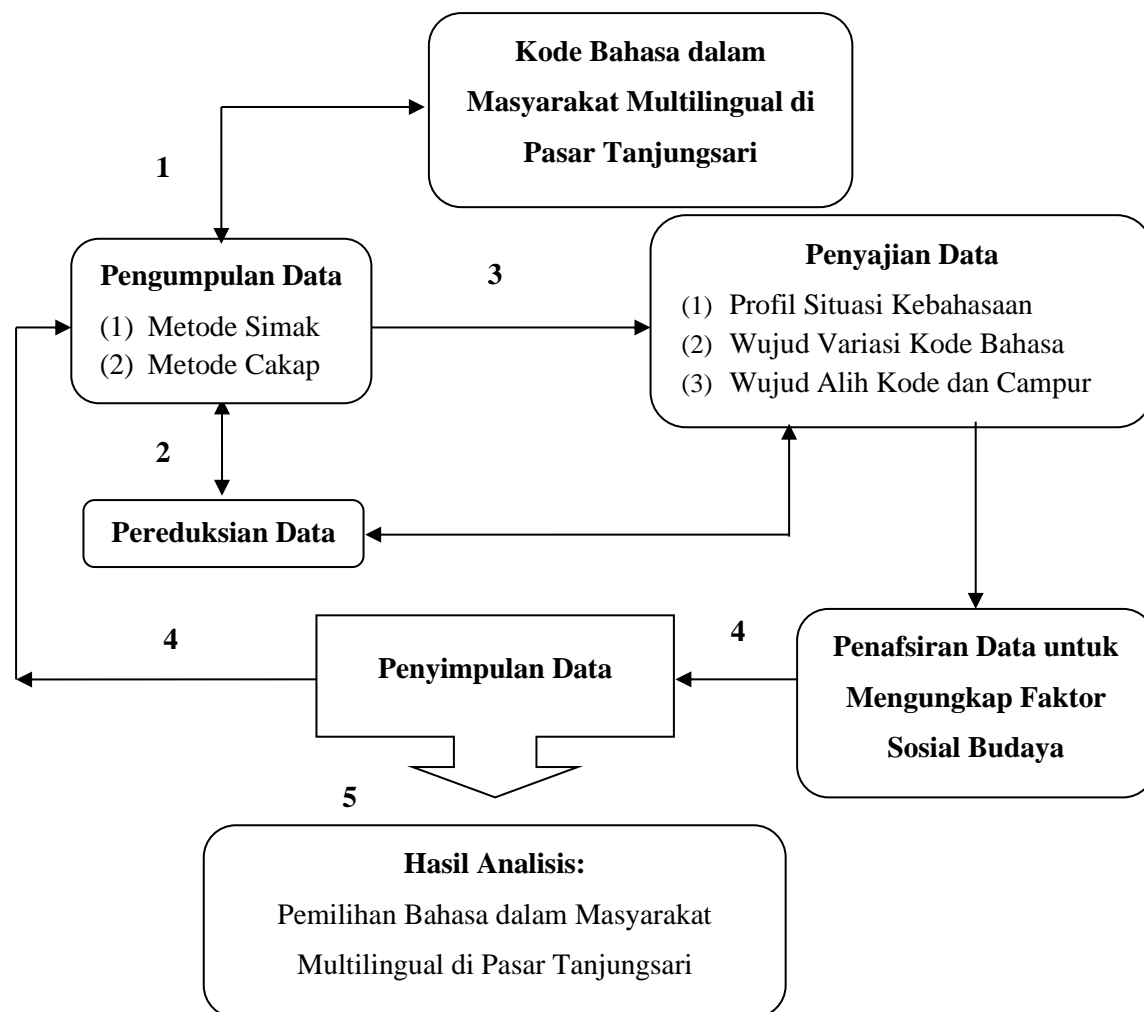 Kode Bahasa dalam
Masyarakat Multilingual di
Pasar Tanjungsari
1
Pengumpulan Data
(1) Metode Simak
(2) Metode Cakap
3
Penyajian Data
(1) Profil Situasi Kebahasaan
(2) Wujud Variasi Kode Bahasa
(3) Wujud Alih Kode dan Campur
2
Pereduksian Data
4
Penyimpulan Data
4
Penafsiran Data untuk
Mengungkap Faktor
Sosial Budaya
5
Hasil Analisis:
Pemilihan Bahasa dalam Masyarakat
Multilingual di Pasar Tanjungsari